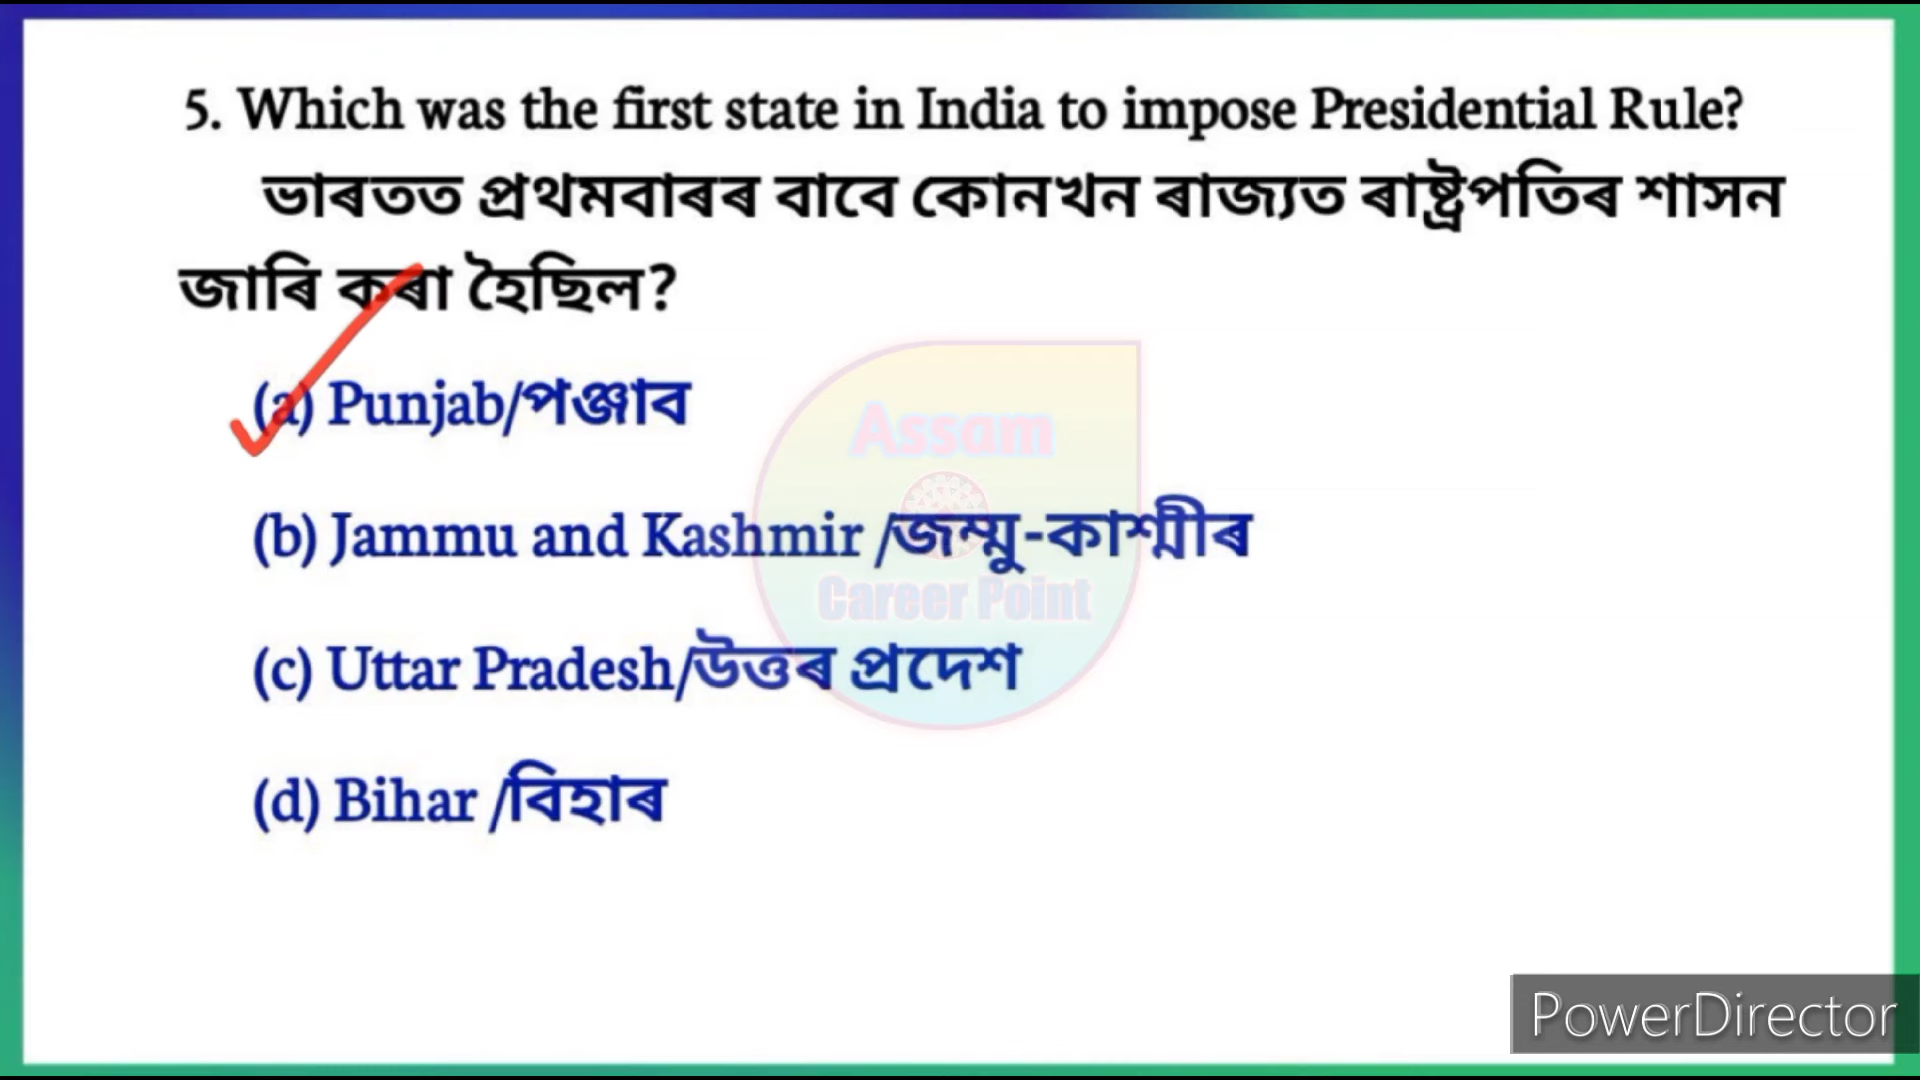 5. Which was the first state in India to impose Presidential Rule?
ভাৰতত প্ৰথমবাৰৰ বাবে কোনখন ৰাজ্যত ৰাষ্ট্ৰপতিৰ শাসন
জাৰি কৰা হৈছিল?
(a) Punjab/পঞ্জাব
Assam
(b) Jammu and Kashmir /জম্মু-কাশ্মীৰ
Career Point
(c) Uttar Pradesh/উত্তৰ প্ৰদেশ
(d) Bihar /বিহাৰ
PowerDirector